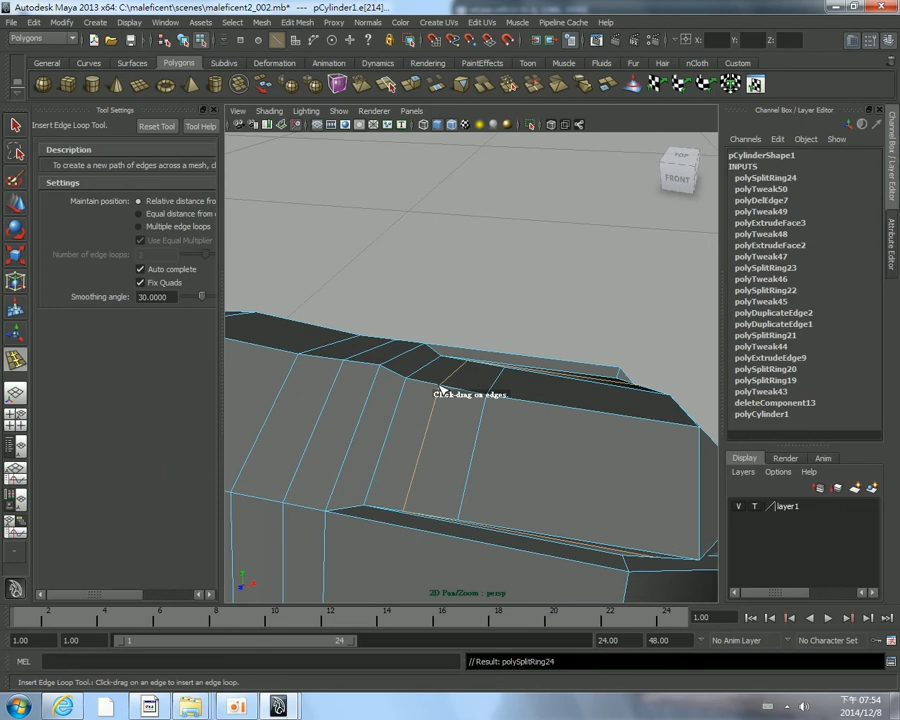 Autodesk Maya 2013 x64: C:\maleficent\scenes\maleficent2_002.mb* --- pCylinder1.e[214]...
File Edit Modify Create Display Window Assets Select Mesh Edit Mesh Proxy Normals Color Create UVs Edit UVs Muscle Pipeline Cache Help
Polygons X: Y: Z:
General Curves Surfaces Polygons Subdivs Deformation Animation Dynamics Rendering PaintEffects Toon Muscle Fluids Fur Hair nCloth Custom
Tool Settings
Insert Edge Loop Tool. Reset Tool Tool Help
Description
To create a new path of edges across a mesh,
Settings
Maintain position: Relative distance from
Equal distance from e
Multiple edge loops
Use Equal Multiplier
Number of edge loops: 3
Auto complete
Fix Quads
Smoothing angle: 30.0000
View Shading Lighting Show Renderer Panels
TOP
FRONT
Click-drag on edges.
2D Pan/Zoom : persp
Channel Box / Layer Editor
Channels Edit Object Show
pCylinderShape1
INPUTS
polySplitRing24
polyTweak50
polyDelEdge7
polyTweak49
polyExtrudeFace3
polyTweak48
polyExtrudeFace2
polyTweak47
polySplitRing23
polyTweak46
polySplitRing22
polyTweak45
polyDuplicateEdge2
polyDuplicateEdge1
polySplitRing21
polyTweak44
polyExtrudeEdge9
polySplitRing20
polySplitRing19
polyTweak43
deleteComponent13
polyCylinder1
Channel Box / Layer Editor
Attribute Editor
Display Render Anim
Layers Options Help
V T layer1
2 4 6 8 10 12 14 16 18 20 22 24 1.00
1.00 1.00 1 24 24.00 48.00 No Anim Layer No Character Set
MEL // Result: polySplitRing24
Insert Edge Loop Tool.: Click-drag on an edge to insert an edge loop.
下午 07:54
2014/12/8